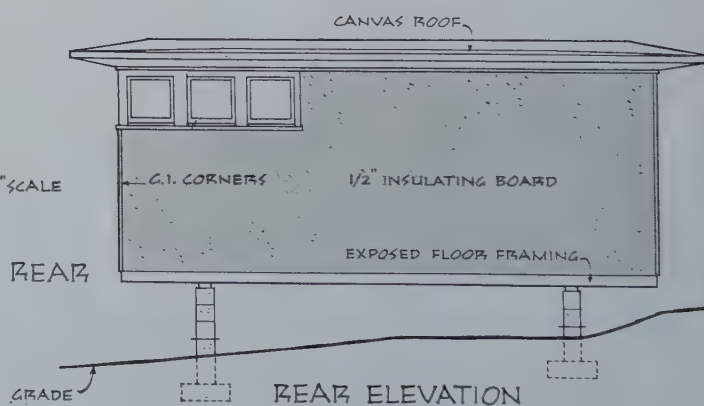 CANVAS ROOF
"SCALE
G.I. CORNERS
1/2" INSULATING BOARD
EXPOSED FLOOR FRAMING
REAR
GRADE
REAR ELEVATION